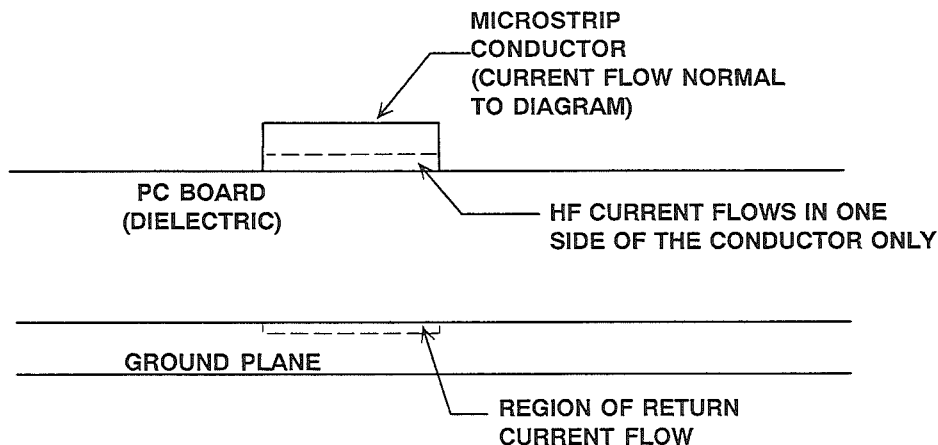 MICROSTRIP
CONDUCTOR
(CURRENT FLOW NORMAL
TO DIAGRAM)
PC BOARD
(DIELECTRIC)
HF CURRENT FLOWS IN ONE
SIDE OF THE CONDUCTOR ONLY
GROUND PLANE
REGION OF RETURN
CURRENT FLOW